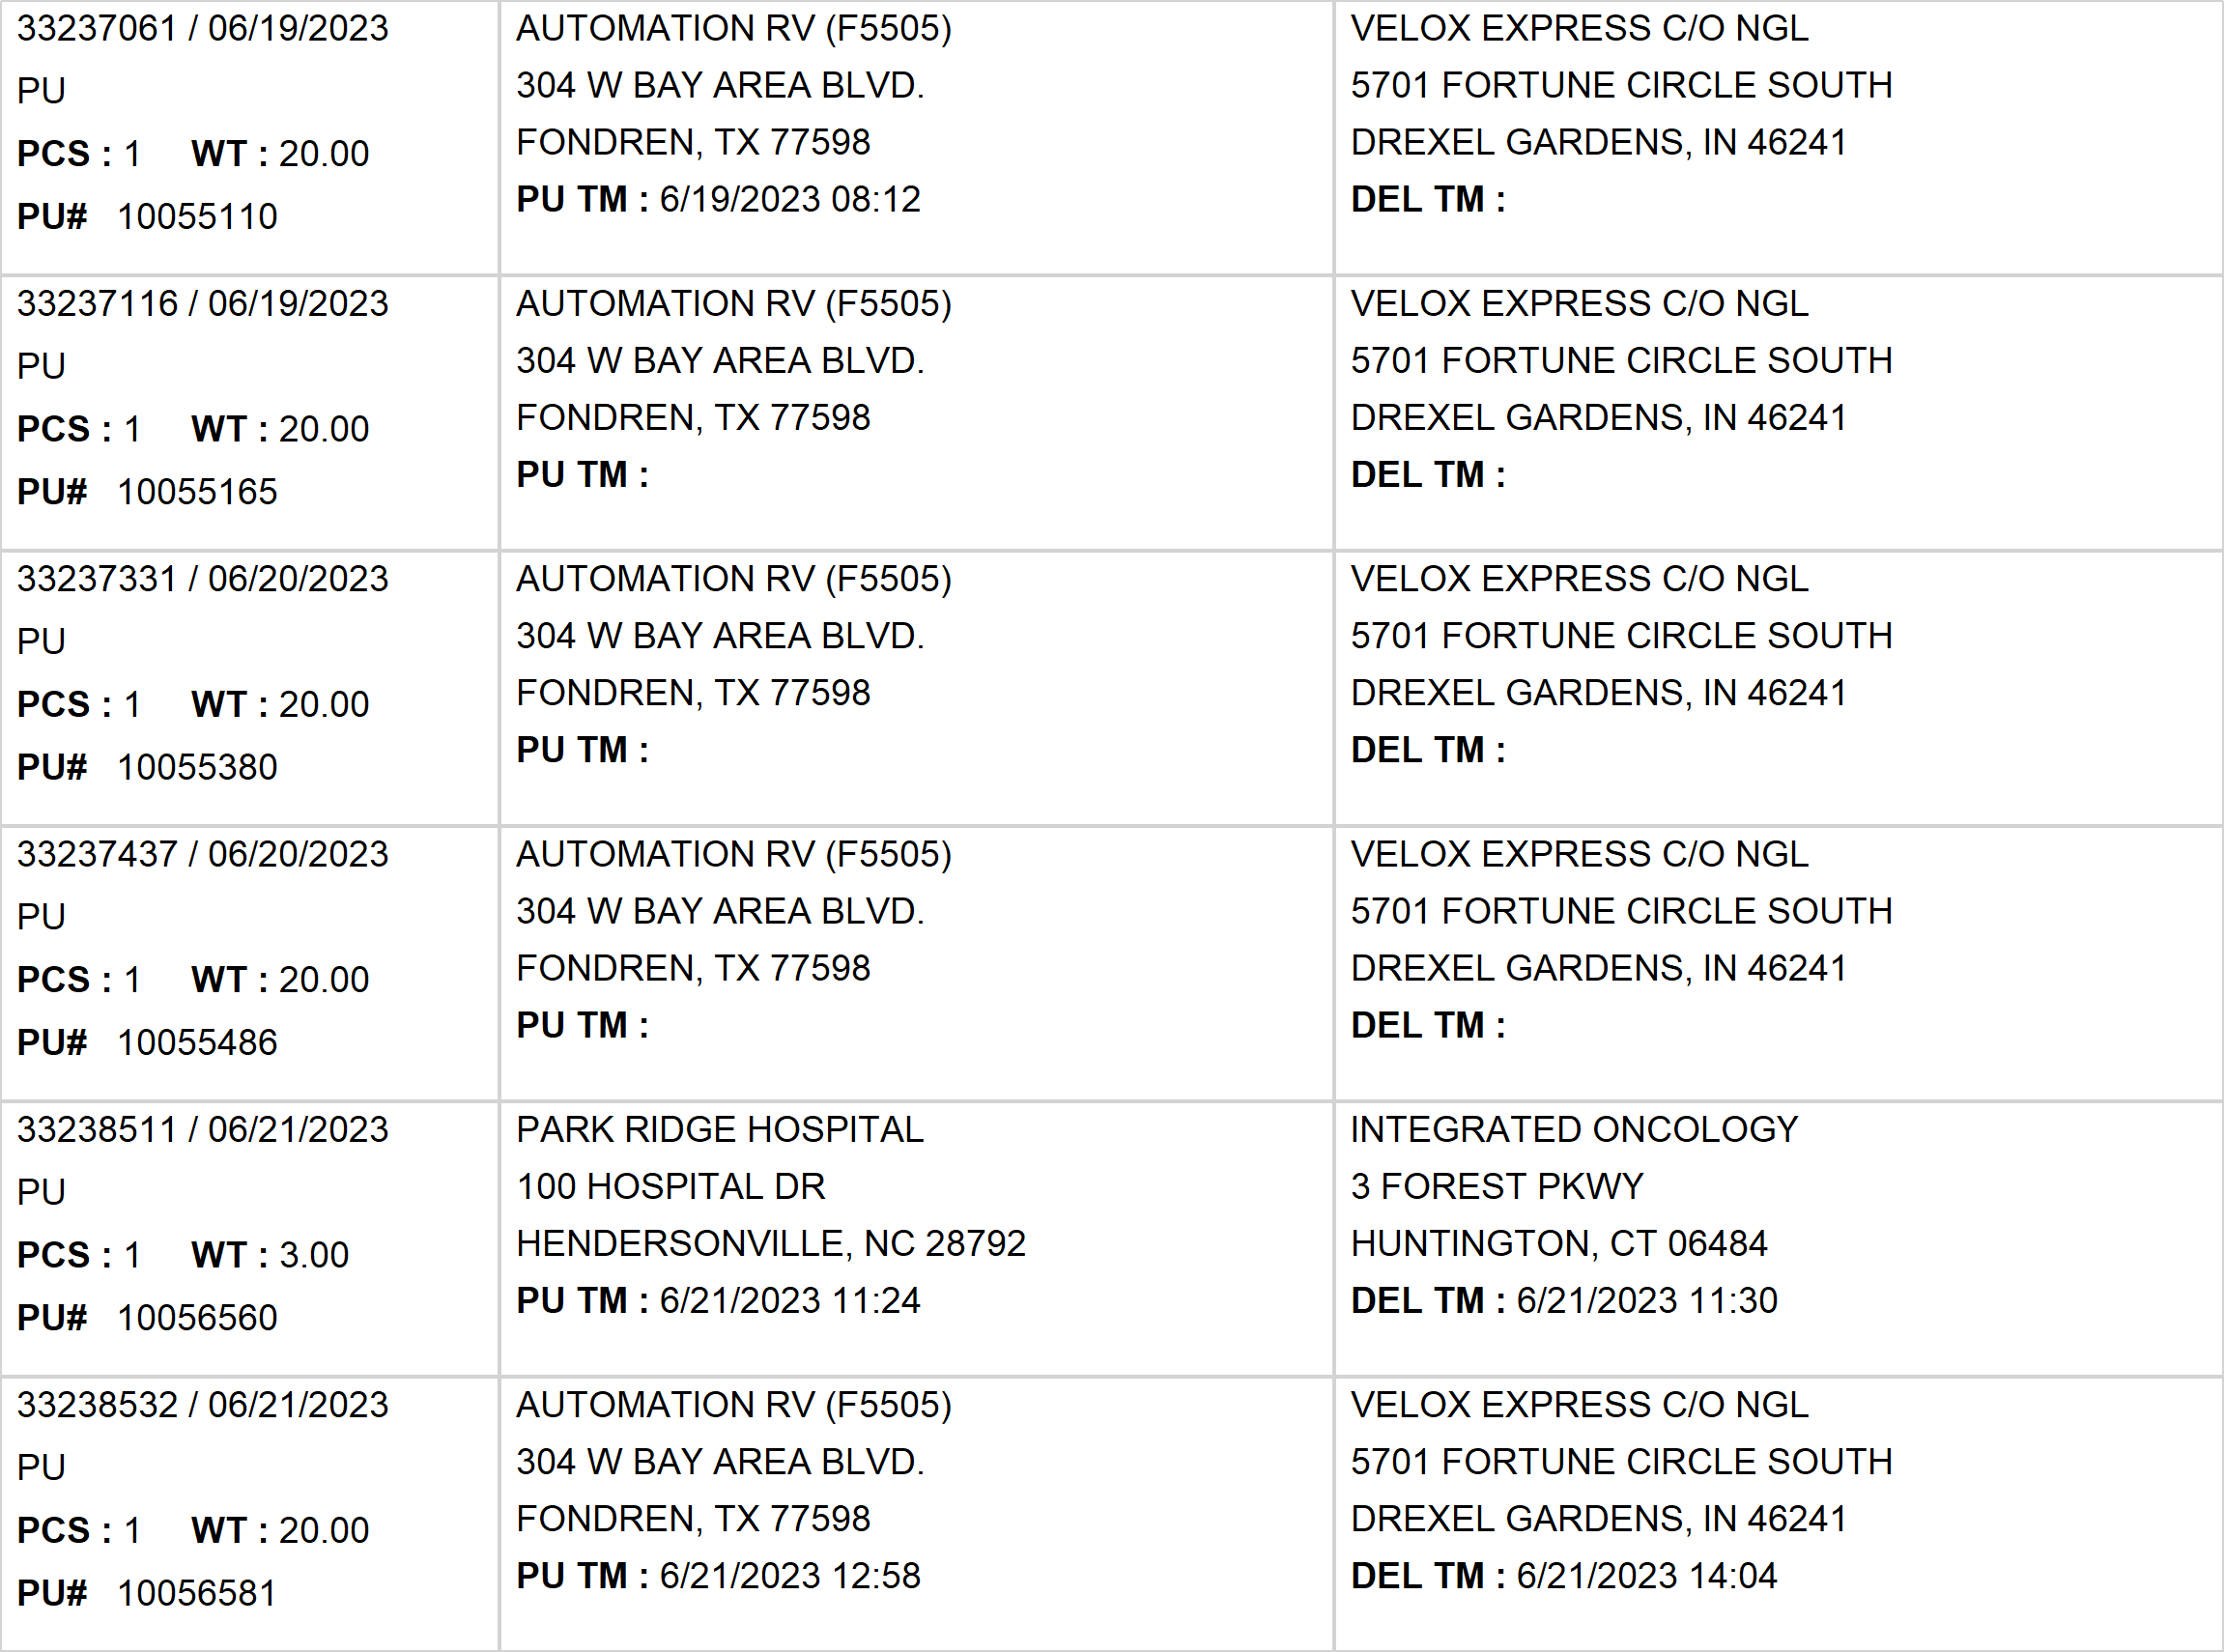 33237061 / 06/19/2023
PU
PCS : 1 WT : 20.00
PU# 10055110
AUTOMATION RV (F5505)
304 W BAY AREA BLVD.
FONDREN, TX 77598
PU TM : 6/19/2023 08:12
VELOX EXPRESS C/O NGL
5701 FORTUNE CIRCLE SOUTH
DREXEL GARDENS, IN 46241
DEL TM :
33237116 / 06/19/2023
PU
PCS : 1 WT : 20.00
PU# 10055165
AUTOMATION RV (F5505)
304 W BAY AREA BLVD.
FONDREN, TX 77598
PU TM :
VELOX EXPRESS C/O NGL
5701 FORTUNE CIRCLE SOUTH
DREXEL GARDENS, IN 46241
DEL TM :
33237331 / 06/20/2023
PU
PCS : 1 WT : 20.00
PU# 10055380
AUTOMATION RV (F5505)
304 W BAY AREA BLVD.
FONDREN, TX 77598
PU TM :
VELOX EXPRESS C/O NGL
5701 FORTUNE CIRCLE SOUTH
DREXEL GARDENS, IN 46241
DEL TM :
33237437 / 06/20/2023
PU
PCS : 1 WT : 20.00
PU# 10055486
AUTOMATION RV (F5505)
304 W BAY AREA BLVD.
FONDREN, TX 77598
PU TM :
VELOX EXPRESS C/O NGL
5701 FORTUNE CIRCLE SOUTH
DREXEL GARDENS, IN 46241
DEL TM :
33238511 / 06/21/2023
PU
PCS : 1 WT : 3.00
PU# 10056560
PARK RIDGE HOSPITAL
100 HOSPITAL DR
HENDERSONVILLE, NC 28792
PU TM : 6/21/2023 11:24
INTEGRATED ONCOLOGY
3 FOREST PKWY
HUNTINGTON, CT 06484
DEL TM : 6/21/2023 11:30
33238532 / 06/21/2023
PU
PCS : 1 WT : 20.00
PU# 10056581
AUTOMATION RV (F5505)
304 W BAY AREA BLVD.
FONDREN, TX 77598
PU TM : 6/21/2023 12:58
VELOX EXPRESS C/O NGL
5701 FORTUNE CIRCLE SOUTH
DREXEL GARDENS, IN 46241
DEL TM : 6/21/2023 14:04